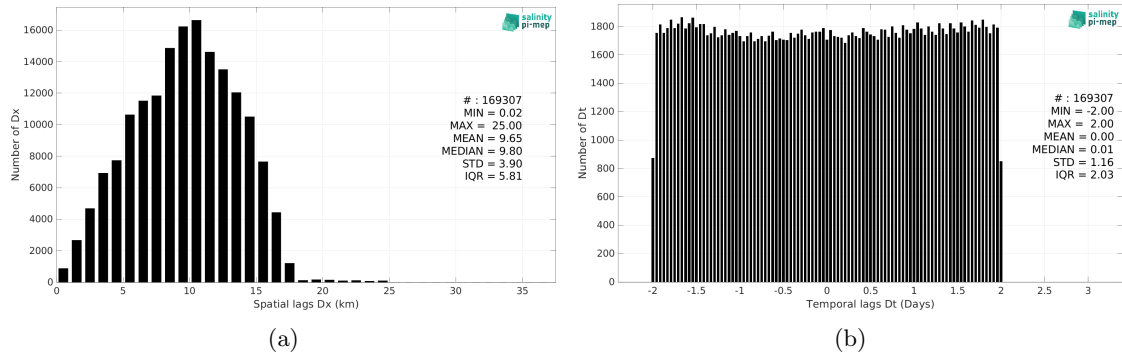 16000
14000
12000
10000
8000
6000
4000
2000
0
Number of Dx
0 5 10 15 20 25 30 35
Spatial lags Dx (km)
salinity
pi-mep
# : 169307
MIN = 0.02
MAX = 25.00
MEAN = 9.65
MEDIAN = 9.80
STD = 3.90
IQR = 5.81
(a)
1800
1600
1400
1200
1000
800
600
400
200
0
Number of Dt
-2 -1.5 -1 -0.5 0 0.5 1 1.5 2 2.5 3
Temporal lags Dt (Days)
salinity
pi-mep
# : 169307
MIN = -2.00
MAX = 2.00
MEAN = 0.00
MEDIAN = 0.01
STD = 1.16
IQR = 2.03
(b)